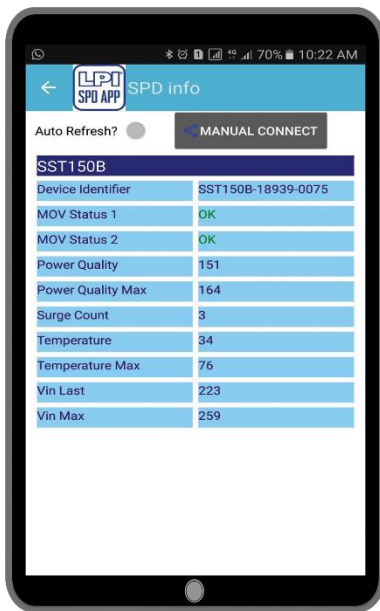 1 4G 70% 10:22 AM
LPI
SPD APP SPD info
Auto Refresh? MANUAL CONNECT
SST150B
Device Identifier SST150B-18939-0075
MOV Status 1 OK
MOV Status 2 OK
Power Quality 151
Power Quality Max 164
Surge Count 3
Temperature 34
Temperature Max 76
Vin Last 223
Vin Max 259